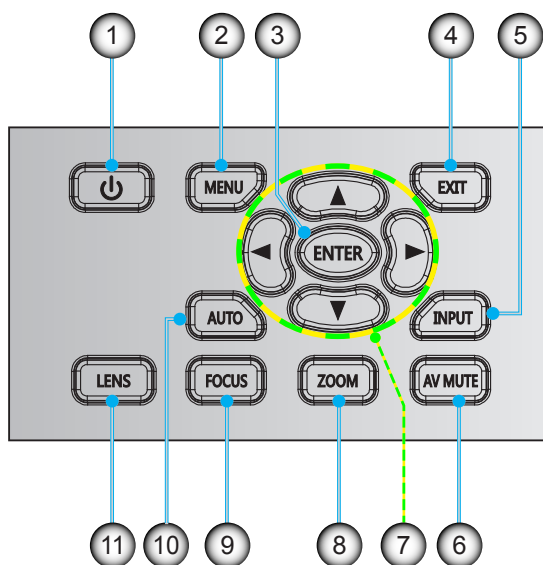 1 2 3 4 5
MENU EXIT
ENTER
AUTO INPUT
LENS FOCUS ZOOM AV MUTE
11 10 9 8 7 6